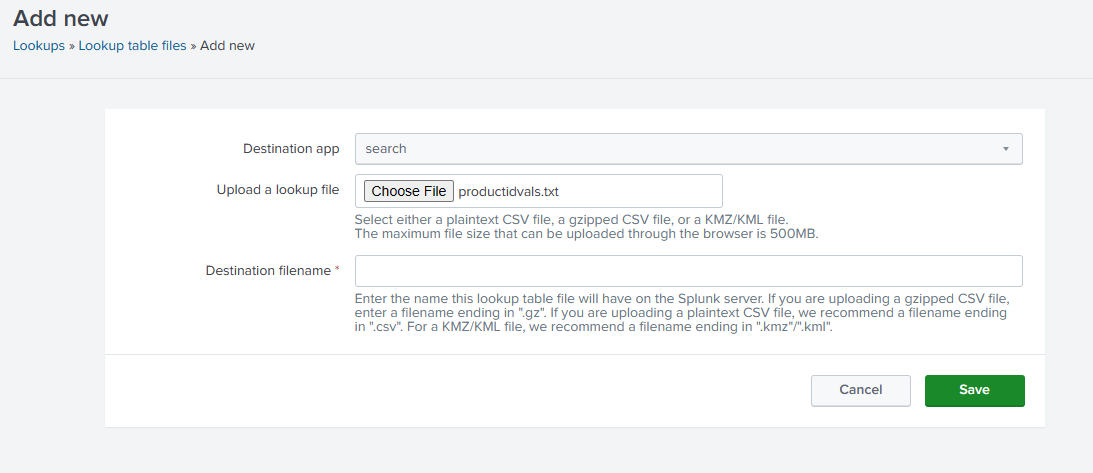 Add new
Lookups » Lookup table files » Add new
Destination app
search
Upload a lookup file
Choose File productidvals.txt
Select either a plaintext CSV file, a gzipped CSV file, or a KMZ/KML file.
The maximum file size that can be uploaded through the browser is 500MB.
Destination filename *
Enter the name this lookup table file will have on the Splunk server. If you are uploading a gzipped CSV file,
enter a filename ending in ".gz". If you are uploading a plaintext CSV file, we recommend a filename ending
in ".csv". For a KMZ/KML file, we recommend a filename ending in ".kmz"/".kml".
Cancel
Save